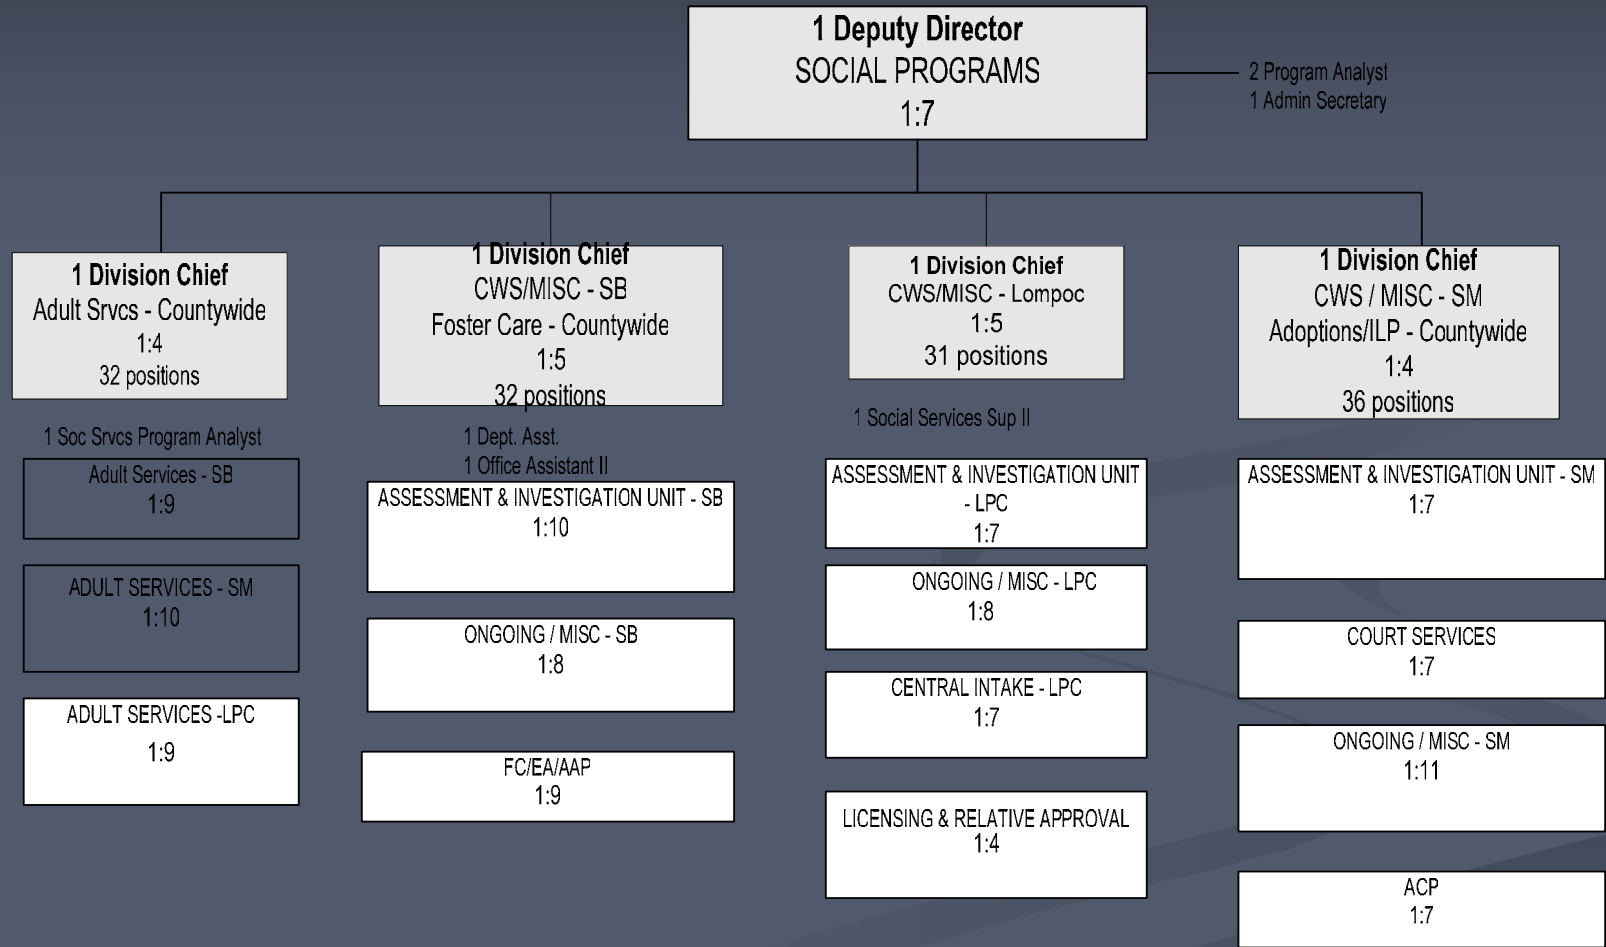 1 Deputy Director
SOCIAL PROGRAMS
1:7
2 Program Analyst
1 Admin Secretary
1 Division Chief
Adult Srvcs - Countywide
1:4
32 positions
1 Soc Srvcs Program Analyst
Adult Services - SB
1:9
ADULT SERVICES - SM
1:10
ADULT SERVICES -LPC
1:9
1 Division Chief
CWS/MISC - SB
Foster Care - Countywide
1:5
32 positions
1 Dept. Asst.
1 Office Assistant II
ASSESSMENT & INVESTIGATION UNIT - SB
1:10
ONGOING / MISC - SB
1:8
FC/EA/AAP
1:9
1 Division Chief
CWS/MISC - Lompoc
1:5
31 positions
1 Social Services Sup II
ASSESSMENT & INVESTIGATION UNIT
- LPC
1:7
ONGOING / MISC - LPC
1:8
CENTRAL INTAKE - LPC
1:7
LICENSING & RELATIVE APPROVAL
1:4
1 Division Chief
CWS / MISC - SM
Adoptions/ILP - Countywide
1:4
36 positions
ASSESSMENT & INVESTIGATION UNIT - SM
1:7
COURT SERVICES
1:7
ONGOING / MISC - SM
1:11
ACP
1:7